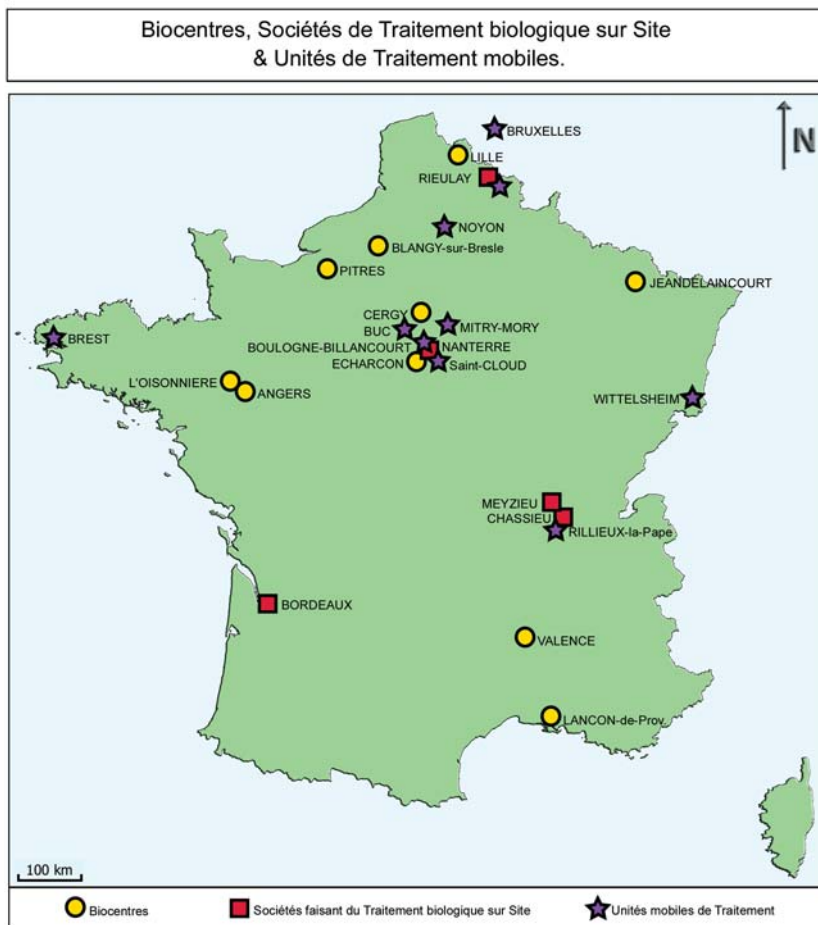 Biocentres, Sociétés de Traitement biologique sur Site
& Unités de Traitement mobiles.
N
BRUXELLES
LILLE
RIEULAY
NOYON
BLANGY-sur-Bresle
PITRES
JEANDELAINCOURT
CERGY
MITRY-MORY
BUC
BREST
BOULOGNE-BILLANCOURT
NANTERRE
ECHARCON
Saint-CLOUD
L'OISONNIERE
ANGERS
WITTELSHEIM
MEYZIEU
CHASSIEU
RILLIEUX-la-Pape
BORDEAUX
VALENCE
LANCON-de-Prov.
100 km
Biocentres
Sociétés faisant du Traitement biologique sur Site
Unités mobiles de Traitement